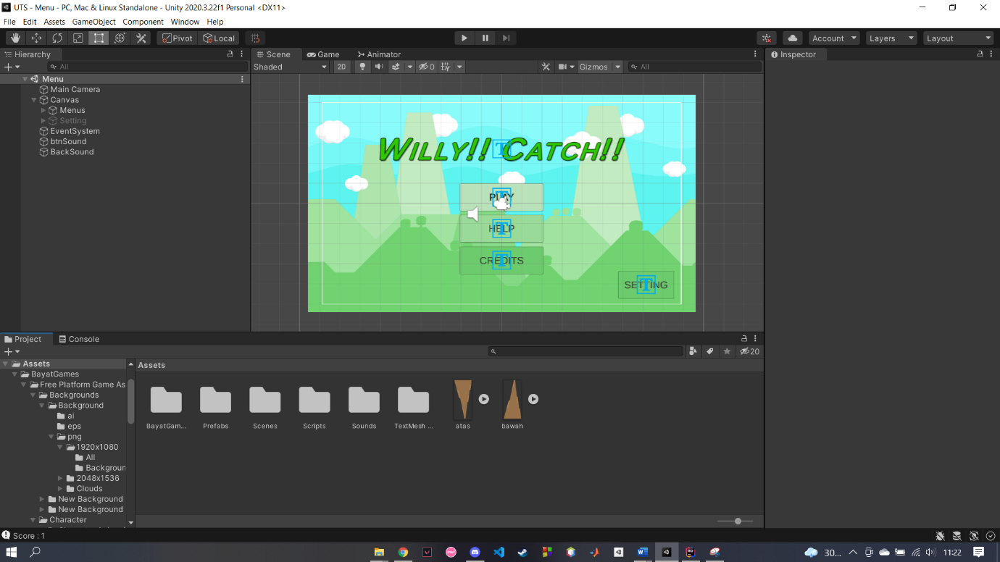 UTS - Menu - PC, Mac & Linux Standalone - Unity 2020.3.22f1 Personal <DX11>
File Edit Assets GameObject Component Window Help
Pivot Local Account Layers Layout
Hierarchy
All
Menu
Main Camera
Canvas
Menus
Setting
EventSystem
btnSound
BackSound
Scene Game Animator
Shaded 2D 0 Gizmos All
WILLY!! CATCH!!
PLAY
HELP
CREDITS
SETTING
Inspector
Project Console
20
Assets
BayatGames
Free Platform Game As
Backgrounds
Background
ai
eps
png
1920x1080
All
Backgroun
2048x1536
Clouds
New Background
New Background
Character
Assets
BayatGam... Prefabs Scenes Scripts Sounds TextMesh ... atas bawah
Score : 1
30... 11:22